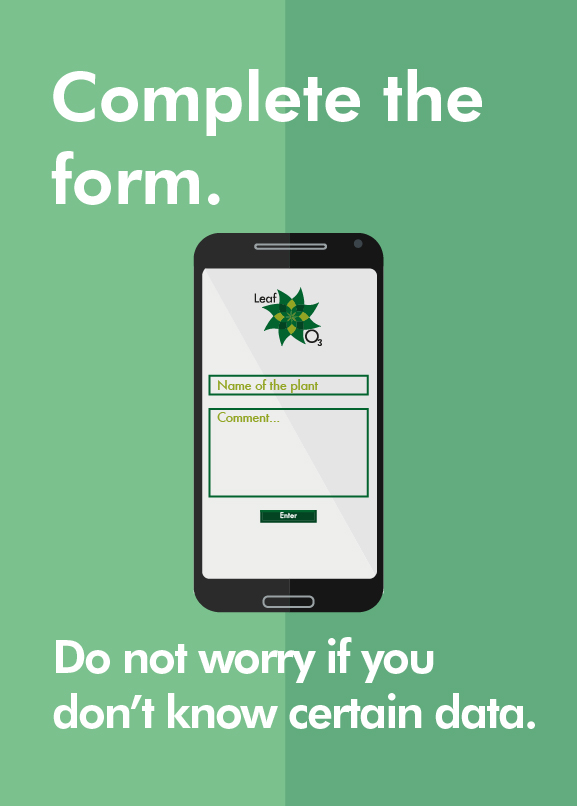 Complete the
form.
Leaf
O3
Name of the plant
Comment...
Enter
Do not worry if you
don’t know certain data.